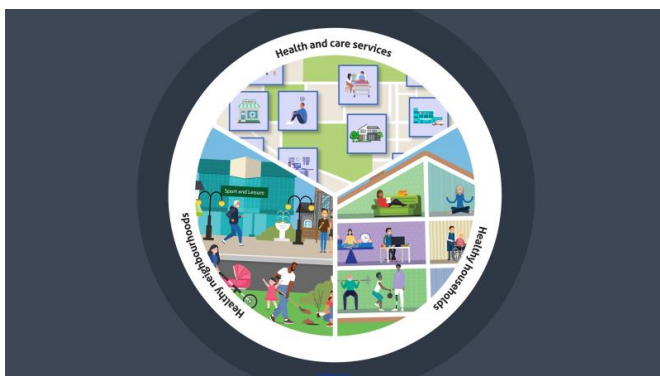 Health and care services
Sport and Leisure
Healthy neighbourhoods
Healthy households